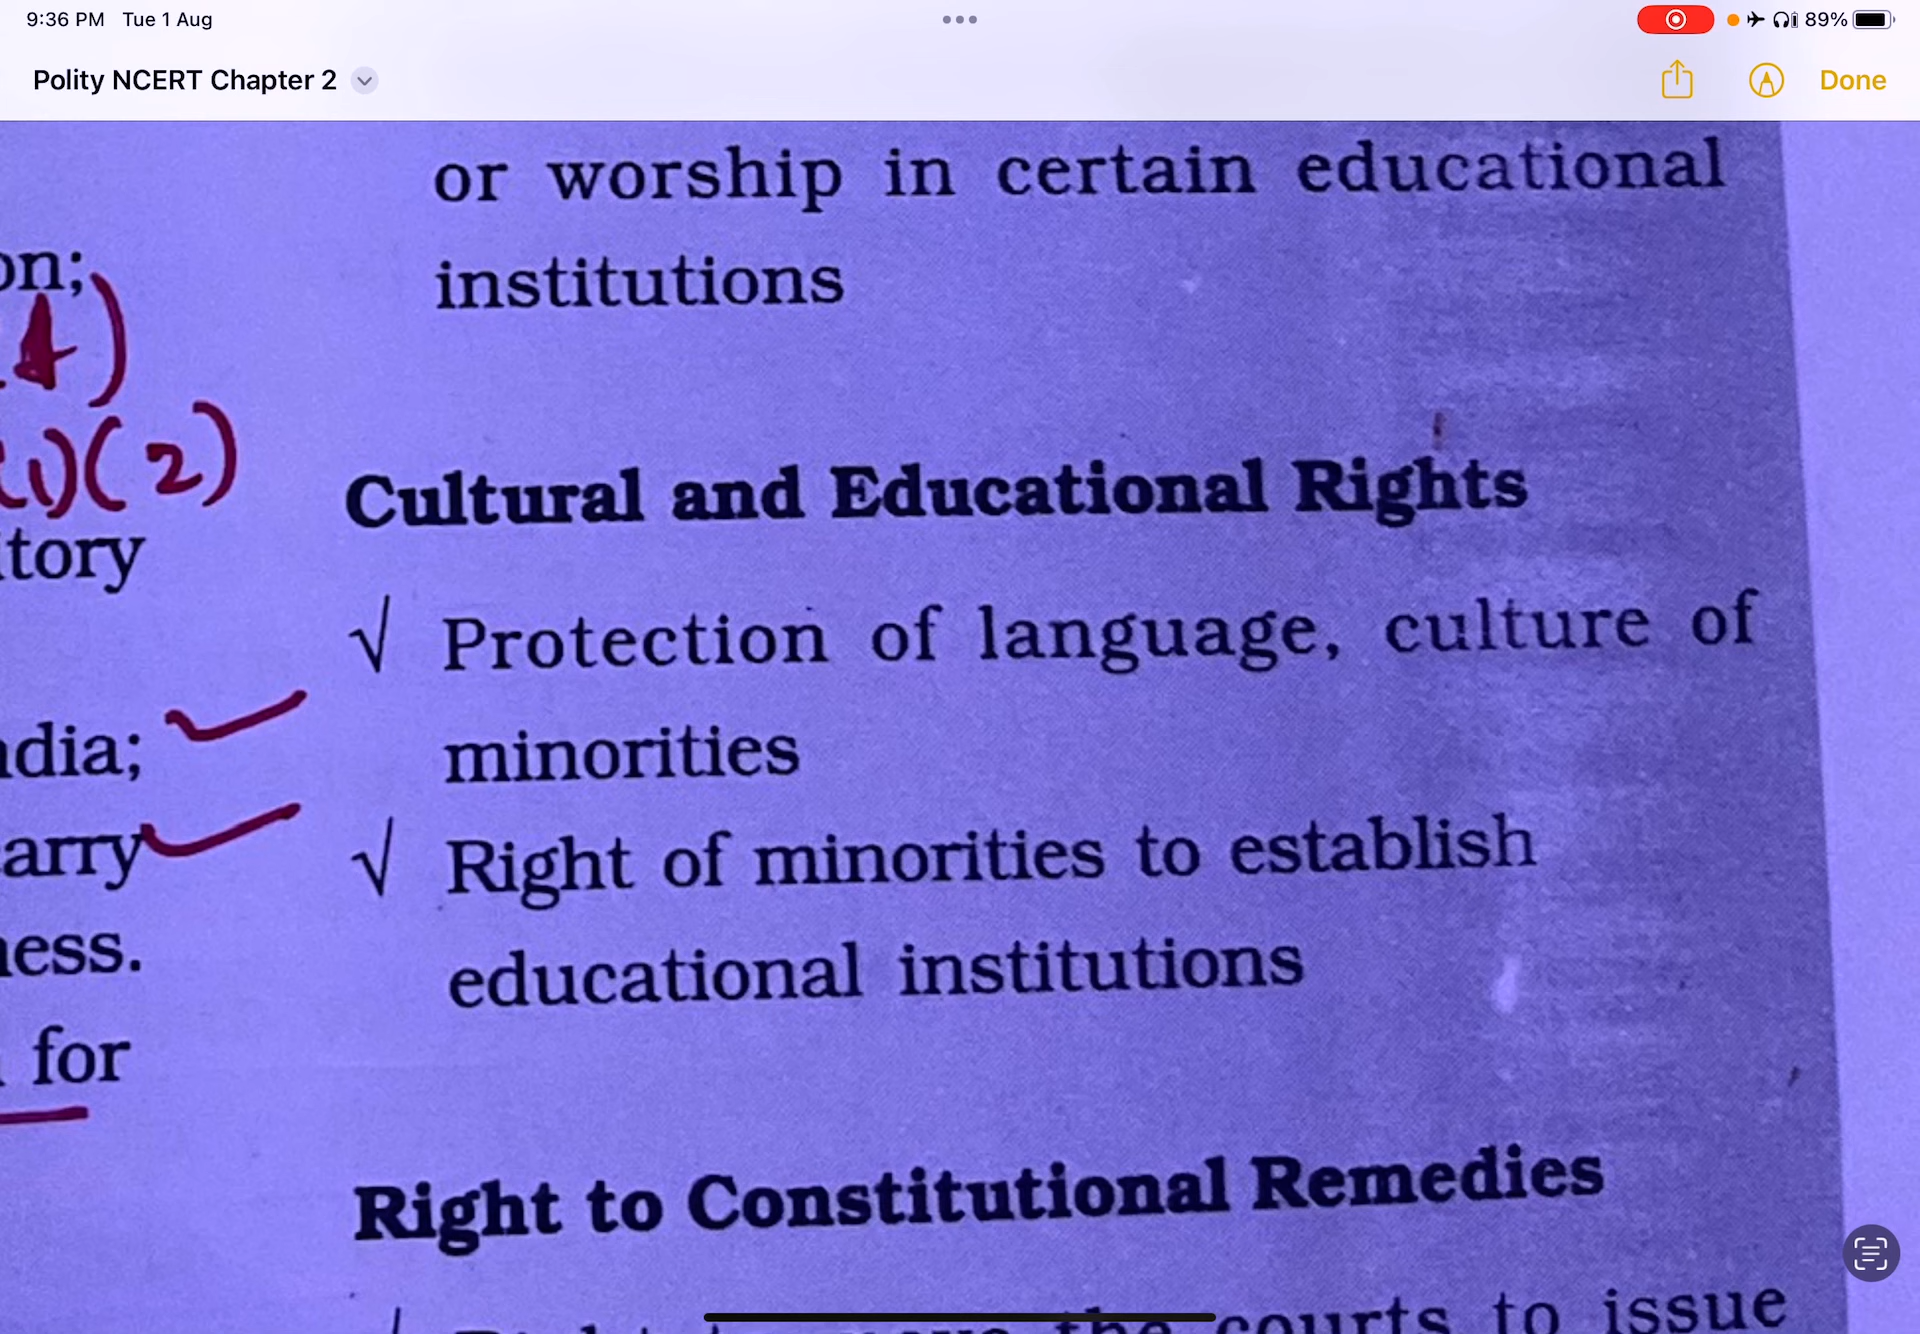 9:36 PM Tue 1 Aug
89%
Polity NCERT Chapter 2
Done
on;
4)
(1)(2)
tory
dia;
arry
ess.
for
or worship in certain educational
institutions
Cultural and Educational Rights
√ Protection of language, culture of
minorities
√ Right of minorities to establish
educational institutions
Right to Constitutional Remedies
the courts to issue